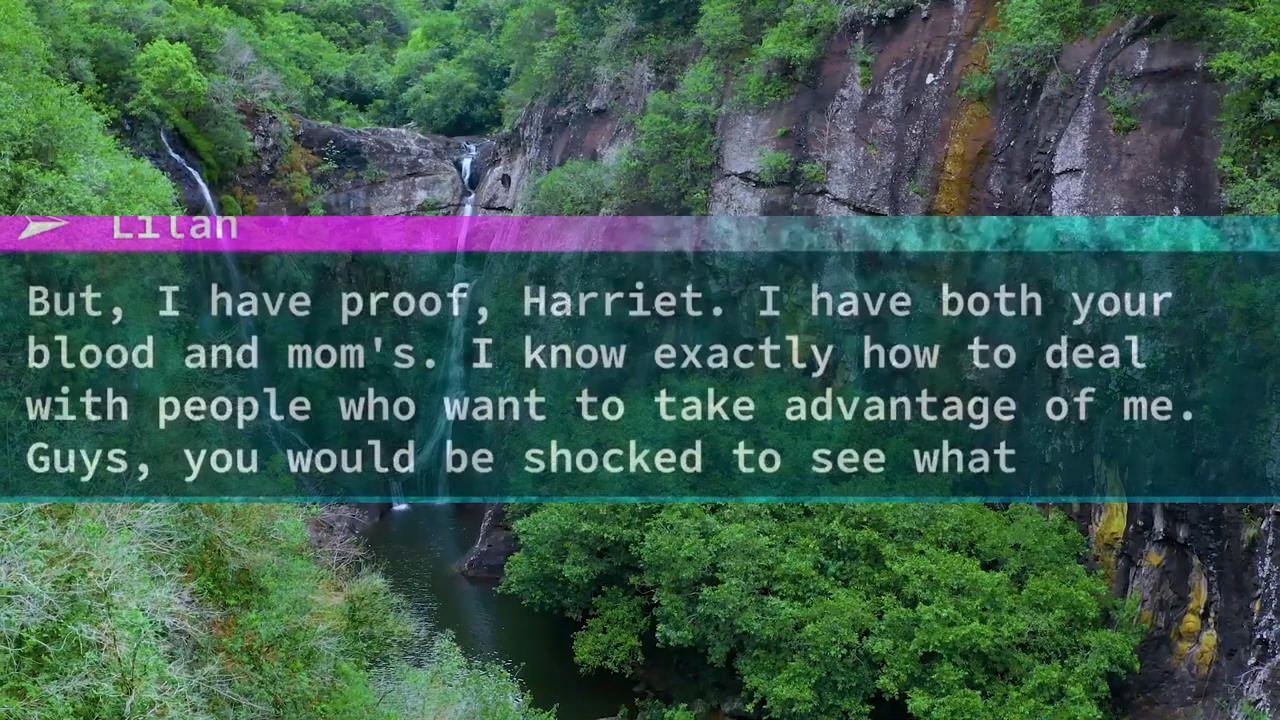 Lilan
But, I have proof, Harriet. I have both your
blood and mom's. I know exactly how to deal
with people who want to take advantage of me.
Guys, you would be shocked to see what